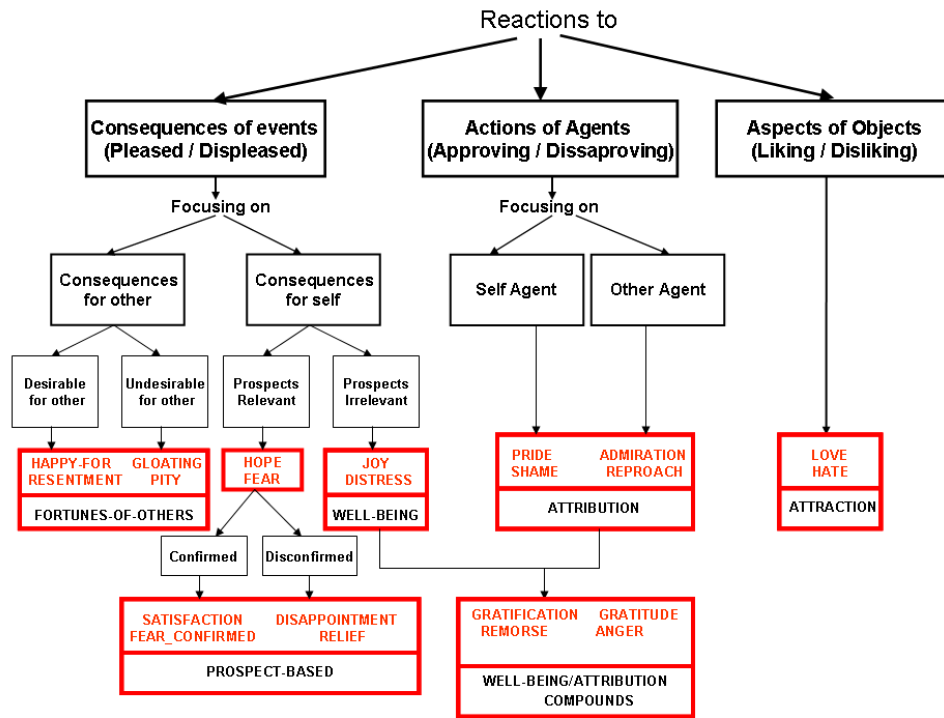 Reactions to
Consequences of events
(Pleased / Displeased)
Actions of Agents
(Approving / Dissaproving)
Aspects of Objects
(Liking / Disliking)
Focusing on
Focusing on
Consequences
for other
Consequences
for self
Self Agent
Other Agent
Desirable
for other
Undesirable
for other
Prospects
Relevant
Prospects
Irrelevant
HAPPY-FOR GLOATING
RESENTMENT PITY
FORTUNES-OF-OTHERS
HOPE
FEAR
JOY
DISTRESS
WELL-BEING
PRIDE ADMIRATION
SHAME REPROACH
ATTRIBUTION
LOVE
HATE
ATTRACTION
Confirmed
Disconfirmed
SATISFACTION DISAPPOINTMENT
FEAR_CONFIRMED RELIEF
PROSPECT-BASED
GRATIFICATION GRATITUDE
REMORSE ANGER
WELL-BEING/ATTRIBUTION
COMPOUNDS